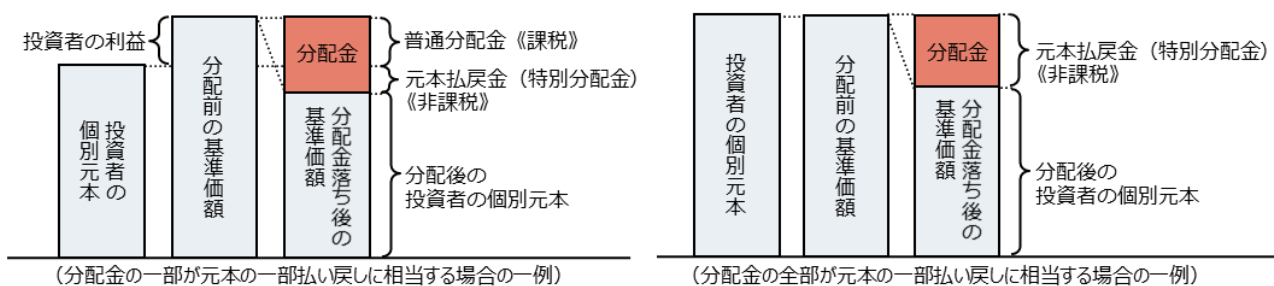 投資者の利益
投資者の
個別元本
分配前の基準価額
分配金
分配金落ち後の
基準価額
普通分配金《課税》
元本払戻金（特別分配金）
《非課税》
分配後の
投資者の個別元本
（分配金の一部が元本の一部払い戻しに相当する場合の一例）
投資者の個別元本
分配前の基準価額
分配金
分配金落ち後の
基準価額
元本払戻金（特別分配金）
《非課税》
分配後の
投資者の個別元本
（分配金の全部が元本の一部払い戻しに相当する場合の一例）